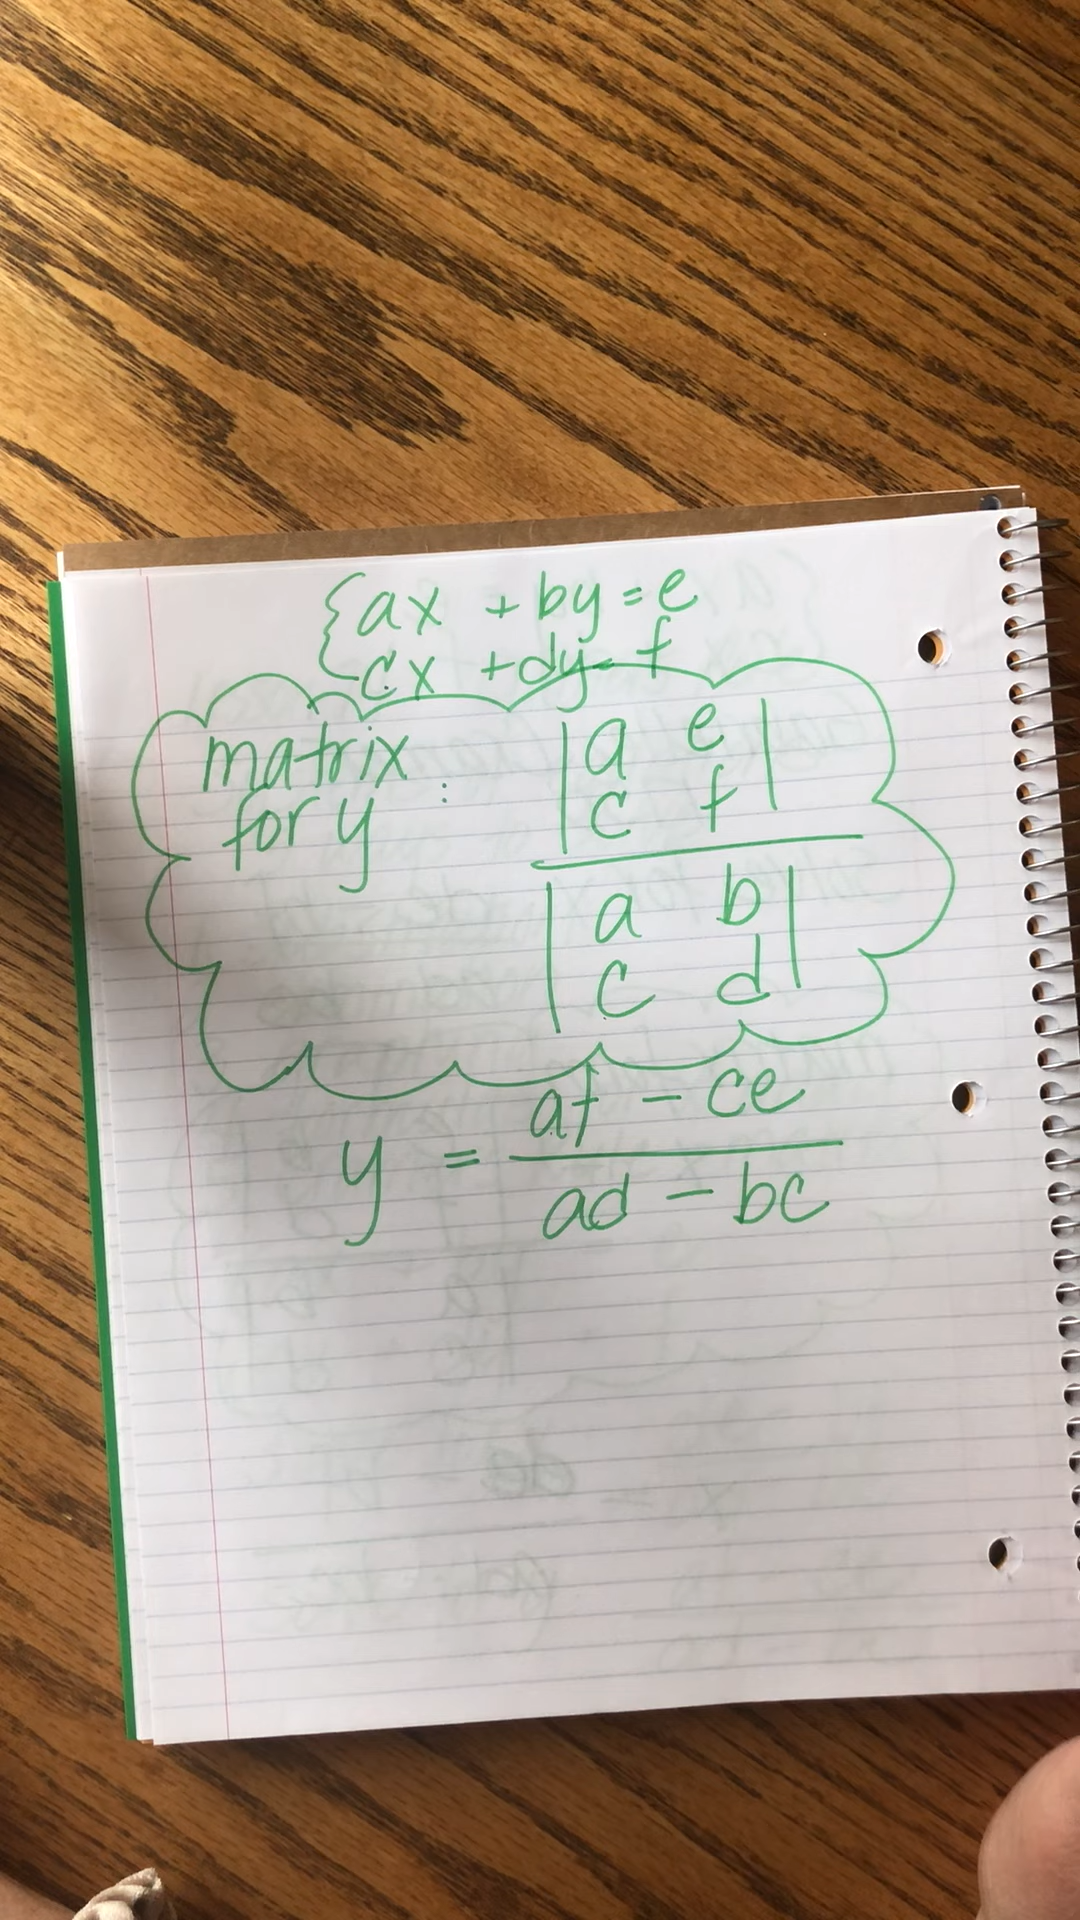 {ax + by = e
cx + dy = f
matrix for y : |a e|
|c f|
|a b|
|c d|
y = af - ce
ad - bc